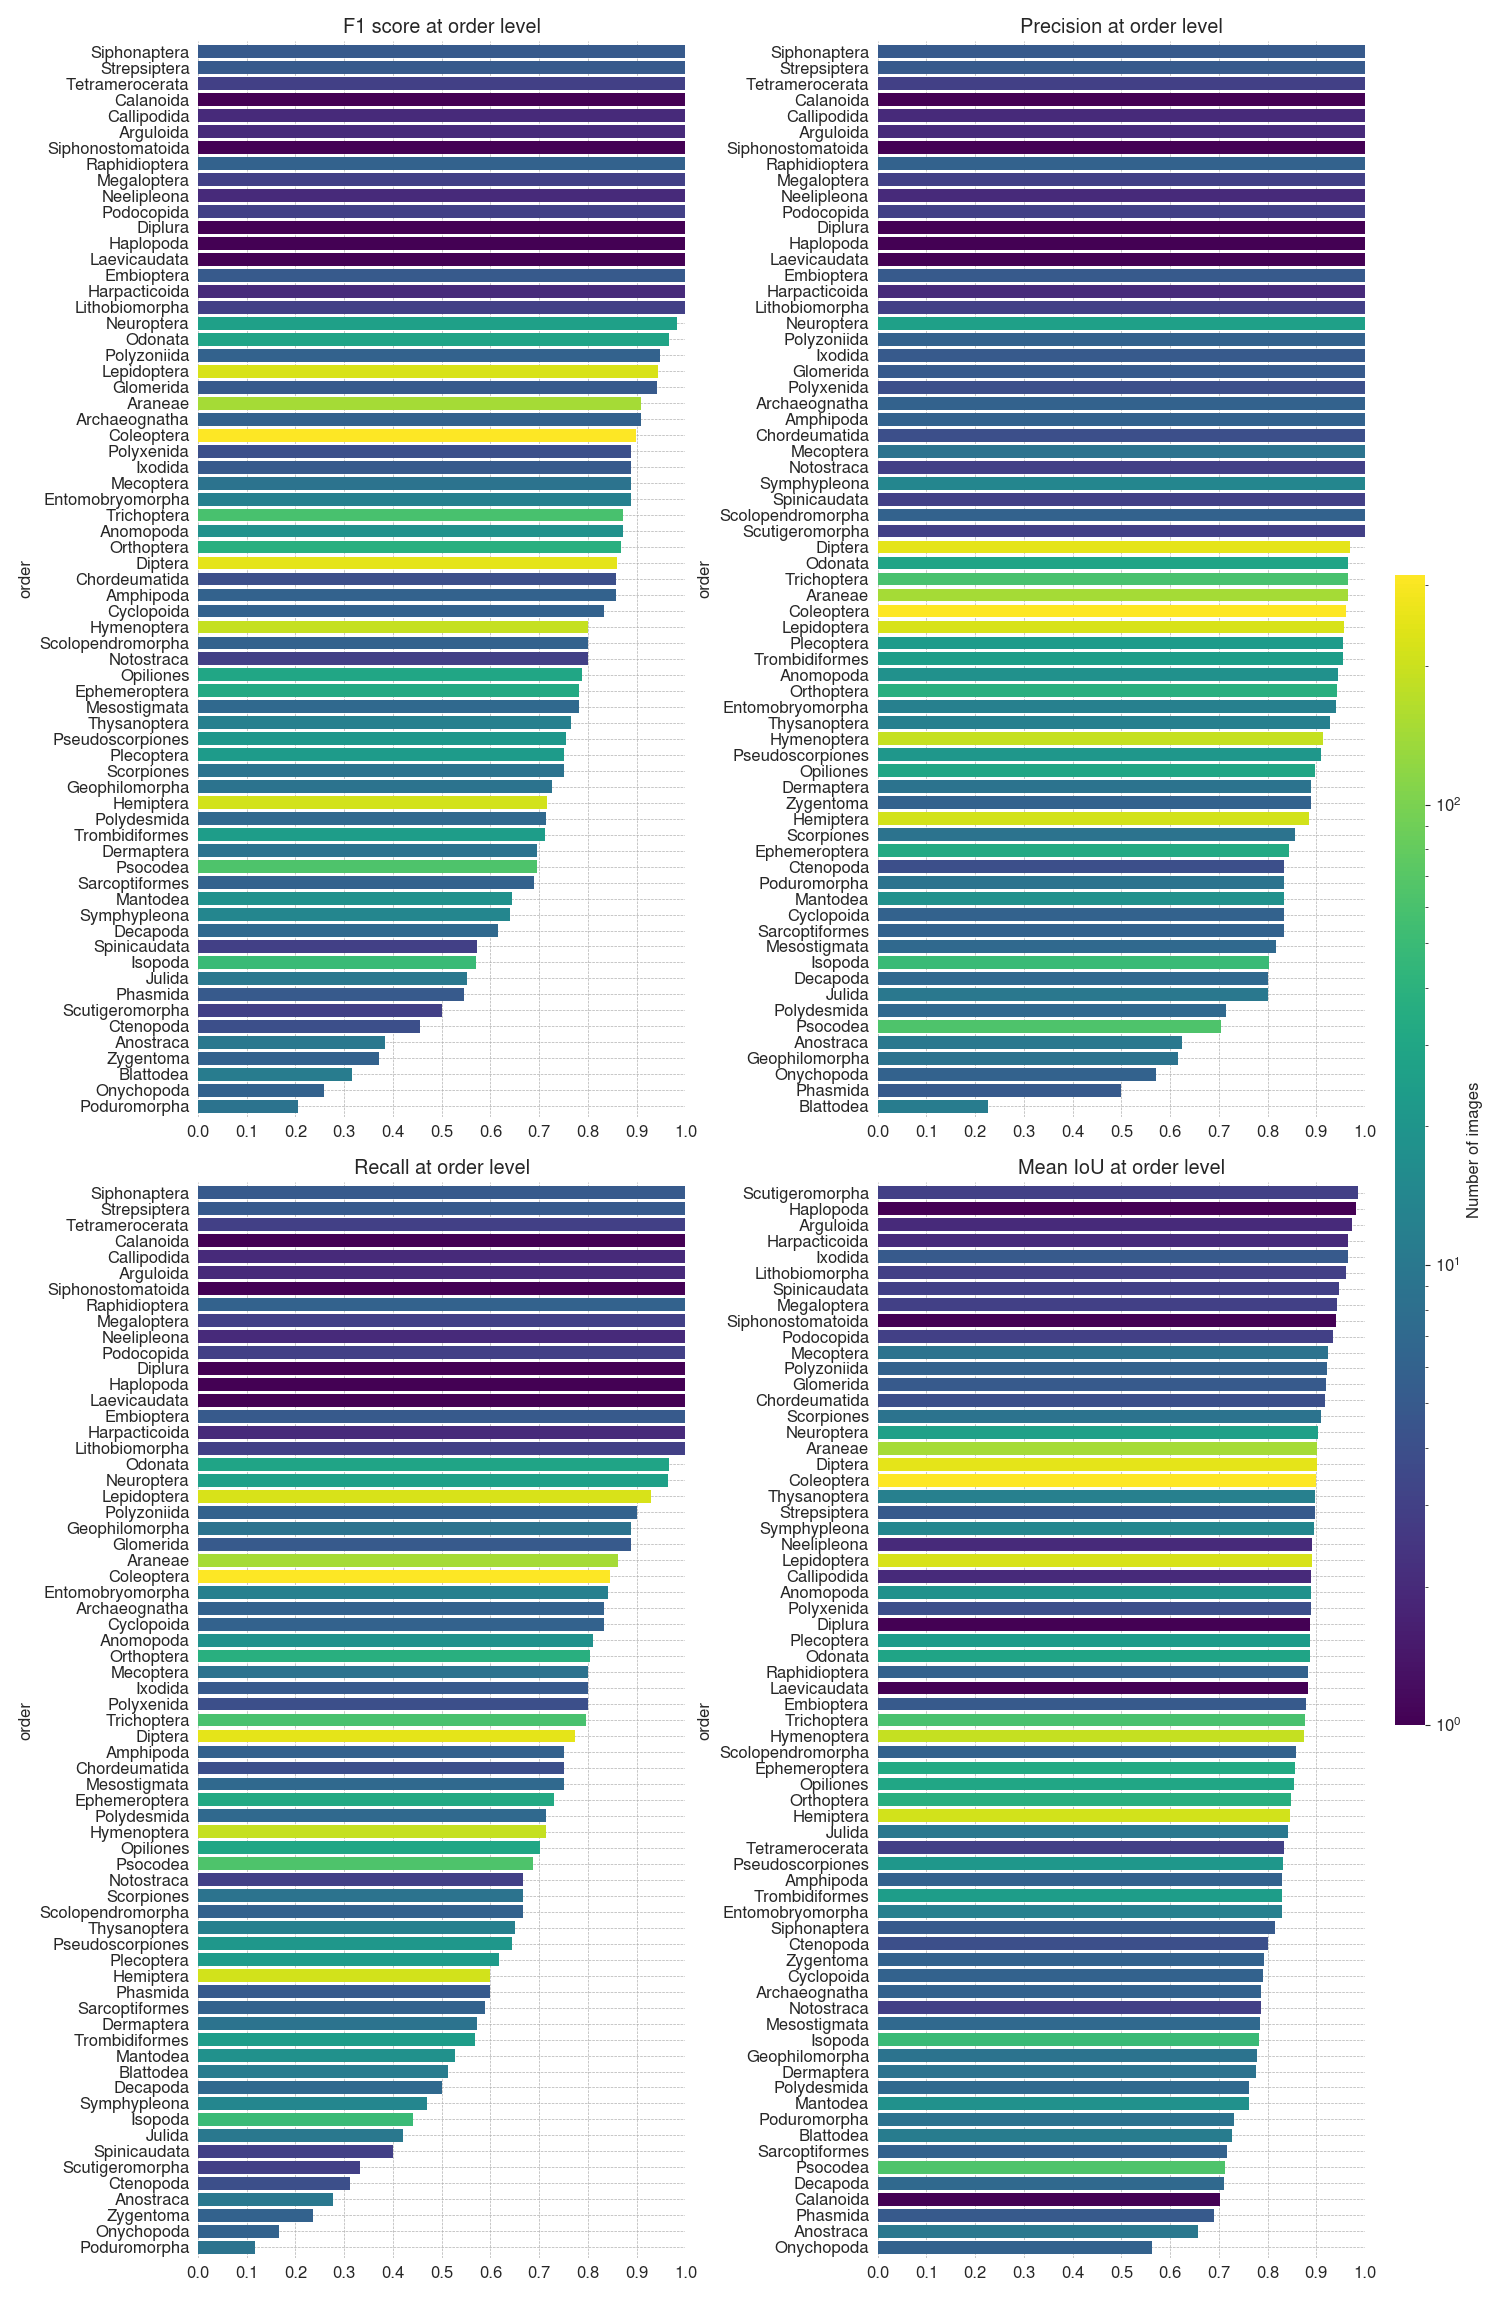 F1 score at order level
Siphonaptera
Strepsiptera
Tetramerocerata
Calanoida
Callipodida
Arguloida
Siphonostomatoida
Raphidioptera
Megaloptera
Neelipleona
Podocopida
Diplura
Haplopoda
Laevicaudata
Embioptera
Harpacticoida
Lithobiomorpha
Neuroptera
Odonata
Polyzoniida
Lepidoptera
Glomerida
Araneae
Archaeognatha
Coleoptera
Polyxenida
Ixodida
Mecoptera
Entomobryomorpha
Trichoptera
Anomopoda
Orthoptera
Diptera
Chordeumatida
Amphipoda
Cyclopoida
Hymenoptera
Scolopendromorpha
Notostraca
Opiliones
Ephemeroptera
Mesostigmata
Thysanoptera
Pseudoscorpiones
Plecoptera
Scorpiones
Geophilomorpha
Hemiptera
Polydesmida
Trombidiformes
Dermaptera
Psocodea
Sarcoptiformes
Mantodea
Symphypleona
Decapoda
Spinicaudata
Isopoda
Julida
Phasmida
Scutigeromorpha
Ctenopoda
Anostraca
Zygentoma
Blattodea
Onychopoda
Poduromorpha
order
0.0 0.1 0.2 0.3 0.4 0.5 0.6 0.7 0.8 0.9 1.0
Precision at order level
Siphonaptera
Strepsiptera
Tetramerocerata
Calanoida
Callipodida
Arguloida
Siphonostomatoida
Raphidioptera
Megaloptera
Neelipleona
Podocopida
Diplura
Haplopoda
Laevicaudata
Embioptera
Harpacticoida
Lithobiomorpha
Neuroptera
Polyzoniida
Ixodida
Glomerida
Polyxenida
Archaeognatha
Amphipoda
Chordeumatida
Mecoptera
Notostraca
Symphypleona
Spinicaudata
Scolopendromorpha
Scutigeromorpha
Diptera
Odonata
Trichoptera
Araneae
Coleoptera
Lepidoptera
Plecoptera
Trombidiformes
Anomopoda
Orthoptera
Entomobryomorpha
Thysanoptera
Hymenoptera
Pseudoscorpiones
Opiliones
Dermaptera
Zygentoma
Hemiptera
Scorpiones
Ephemeroptera
Ctenopoda
Poduromorpha
Mantodea
Cyclopoida
Sarcoptiformes
Mesostigmata
Isopoda
Decapoda
Julida
Polydesmida
Psocodea
Anostraca
Geophilomorpha
Onychopoda
Phasmida
Blattodea
order
0.0 0.1 0.2 0.3 0.4 0.5 0.6 0.7 0.8 0.9 1.0
Recall at order level
Siphonaptera
Strepsiptera
Tetramerocerata
Calanoida
Callipodida
Arguloida
Siphonostomatoida
Raphidioptera
Megaloptera
Neelipleona
Podocopida
Diplura
Haplopoda
Laevicaudata
Embioptera
Harpacticoida
Lithobiomorpha
Odonata
Neuroptera
Lepidoptera
Polyzoniida
Geophilomorpha
Glomerida
Araneae
Coleoptera
Entomobryomorpha
Archaeognatha
Cyclopoida
Anomopoda
Orthoptera
Mecoptera
Ixodida
Polyxenida
Trichoptera
Diptera
Amphipoda
Chordeumatida
Mesostigmata
Ephemeroptera
Polydesmida
Hymenoptera
Opiliones
Psocodea
Notostraca
Scorpiones
Scolopendromorpha
Thysanoptera
Pseudoscorpiones
Plecoptera
Hemiptera
Phasmida
Sarcoptiformes
Dermaptera
Trombidiformes
Mantodea
Blattodea
Decapoda
Symphypleona
Isopoda
Julida
Spinicaudata
Scutigeromorpha
Ctenopoda
Anostraca
Zygentoma
Onychopoda
Poduromorpha
order
0.0 0.1 0.2 0.3 0.4 0.5 0.6 0.7 0.8 0.9 1.0
Mean IoU at order level
Scutigeromorpha
Haplopoda
Arguloida
Harpacticoida
Ixodida
Lithobiomorpha
Spinicaudata
Megaloptera
Siphonostomatoida
Podocopida
Mecoptera
Polyzoniida
Glomerida
Chordeumatida
Scorpiones
Neuroptera
Araneae
Diptera
Coleoptera
Thysanoptera
Strepsiptera
Symphypleona
Neelipleona
Lepidoptera
Callipodida
Anomopoda
Polyxenida
Diplura
Plecoptera
Odonata
Raphidioptera
Laevicaudata
Embioptera
Trichoptera
Hymenoptera
Scolopendromorpha
Ephemeroptera
Opiliones
Orthoptera
Hemiptera
Julida
Tetramerocerata
Pseudoscorpiones
Amphipoda
Trombidiformes
Entomobryomorpha
Siphonaptera
Ctenopoda
Zygentoma
Cyclopoida
Archaeognatha
Notostraca
Mesostigmata
Isopoda
Geophilomorpha
Dermaptera
Polydesmida
Mantodea
Poduromorpha
Blattodea
Sarcoptiformes
Psocodea
Decapoda
Calanoida
Phasmida
Anostraca
Onychopoda
order
0.0 0.1 0.2 0.3 0.4 0.5 0.6 0.7 0.8 0.9 1.0
10²
10¹
10⁰
Number of images